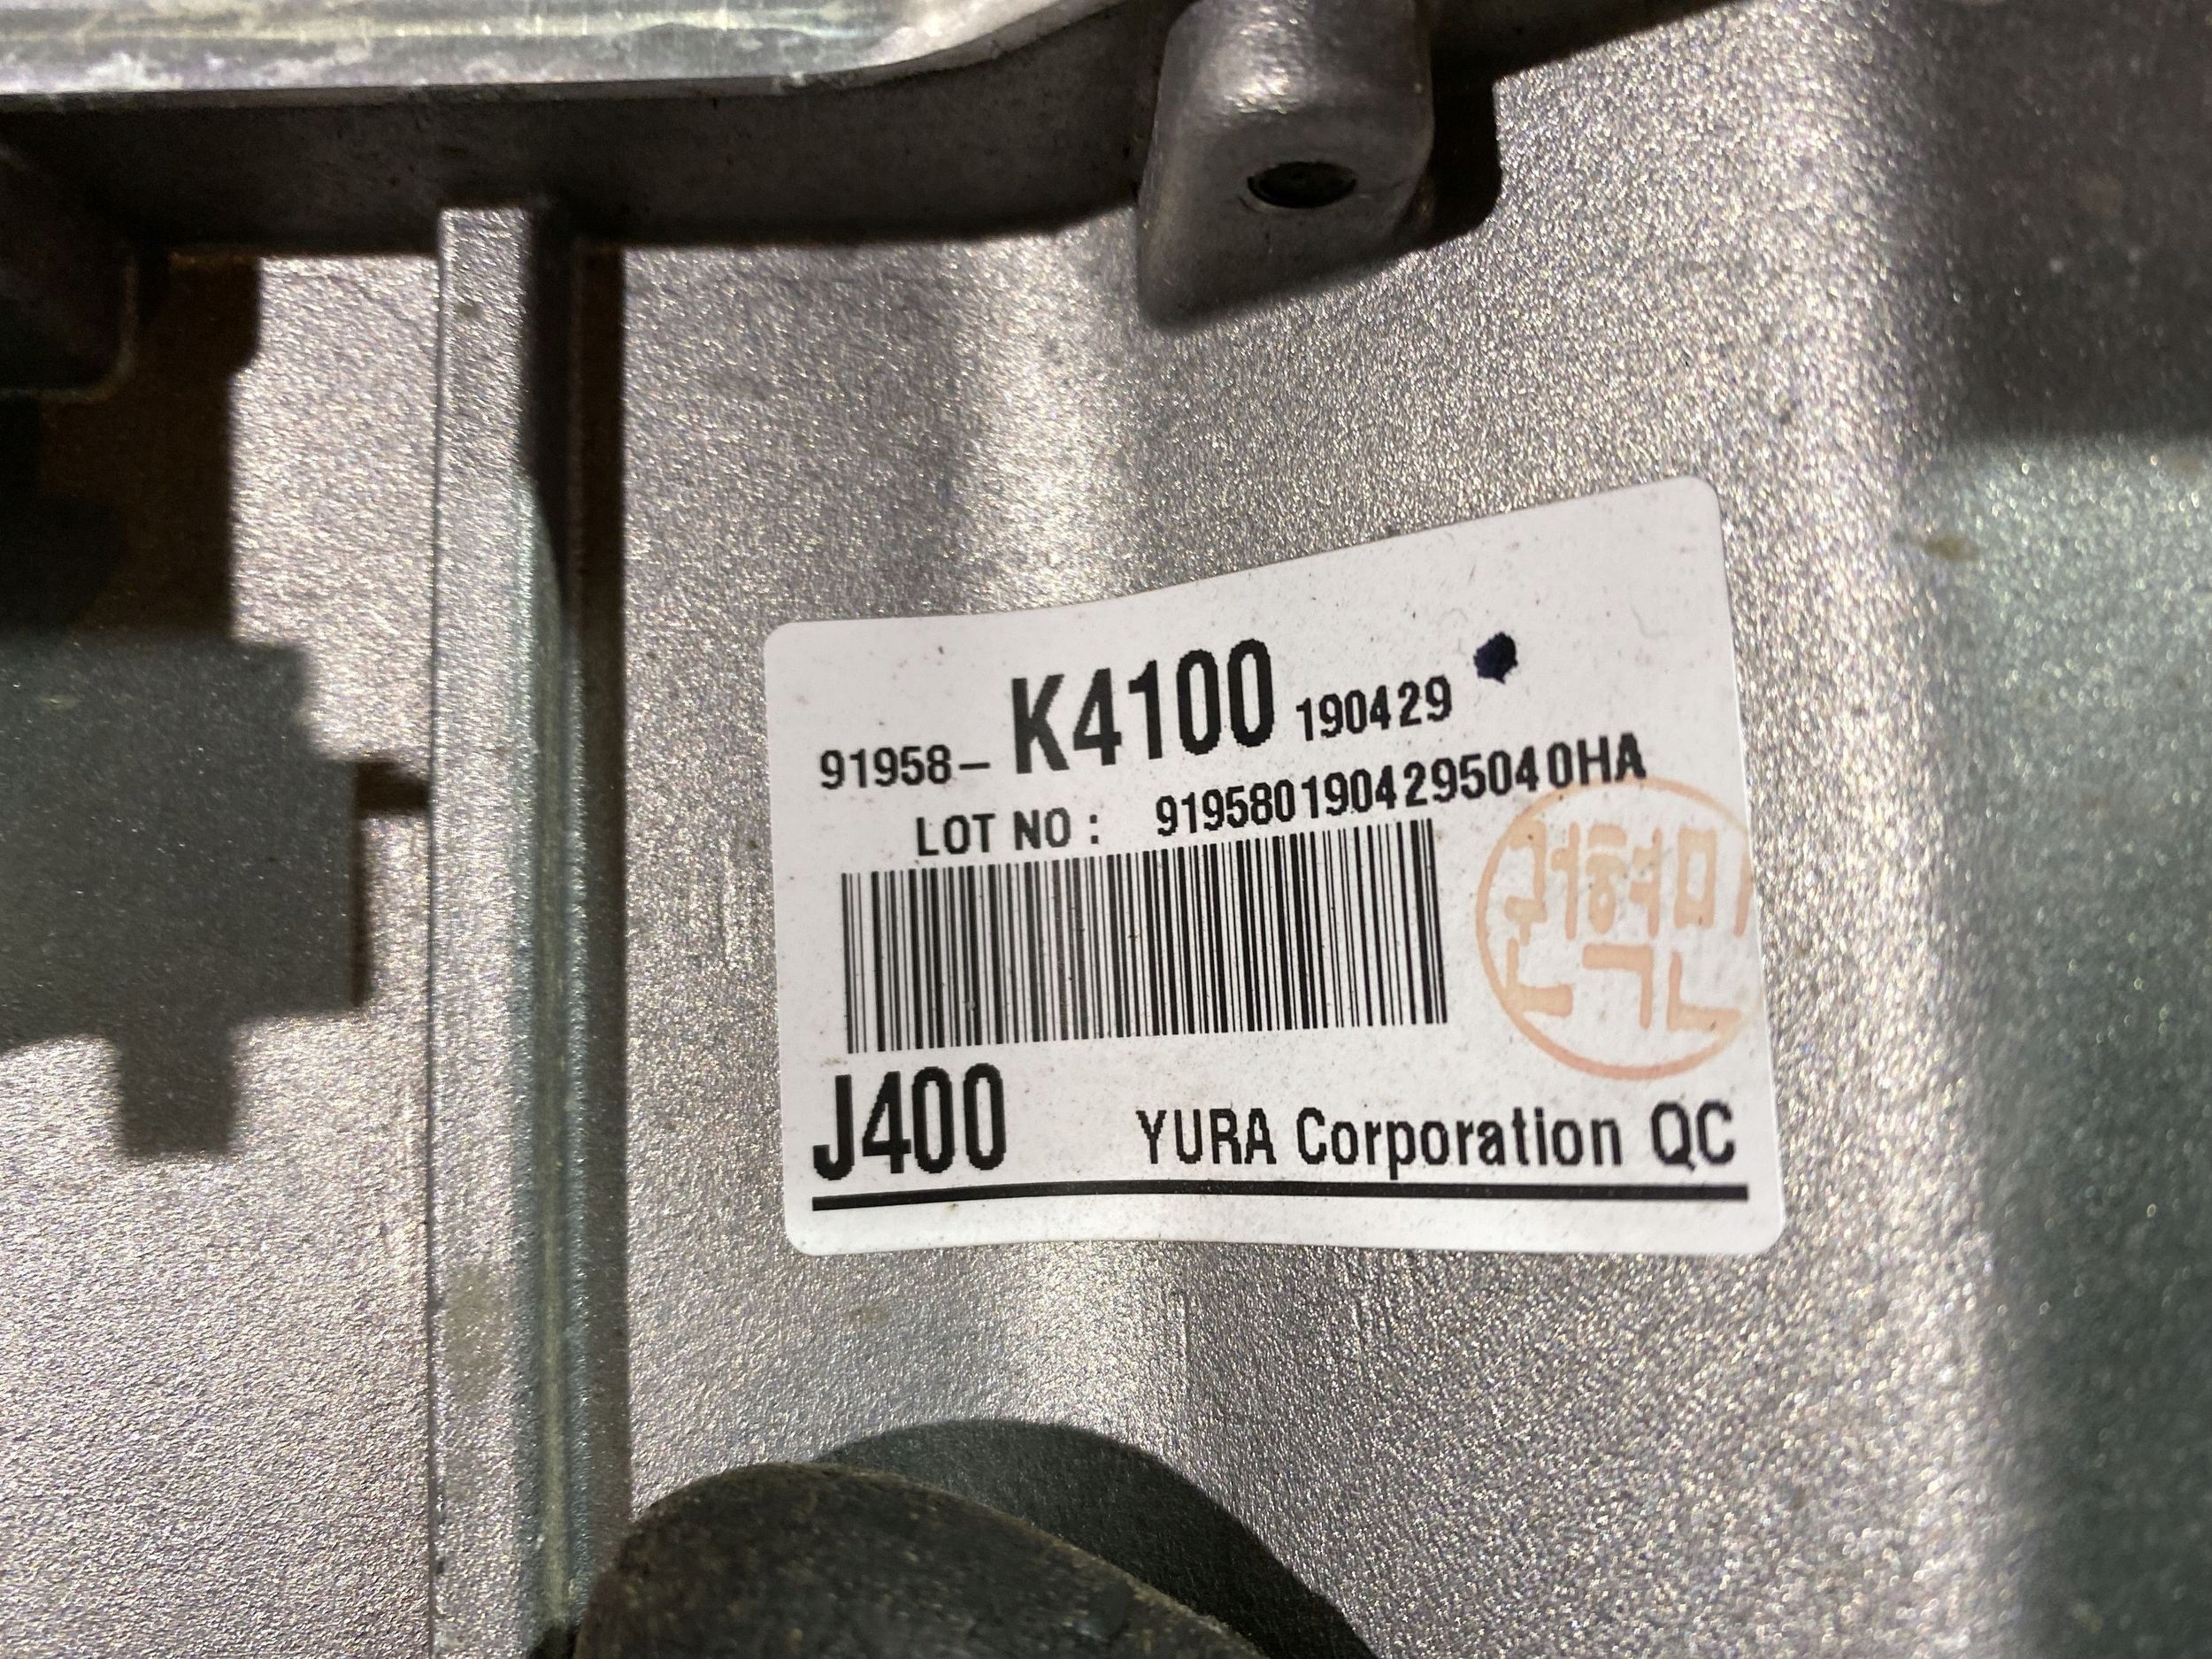 91958- K4100 190429
LOT NO : 9195801904295040HA
J400 YURA Corporation QC